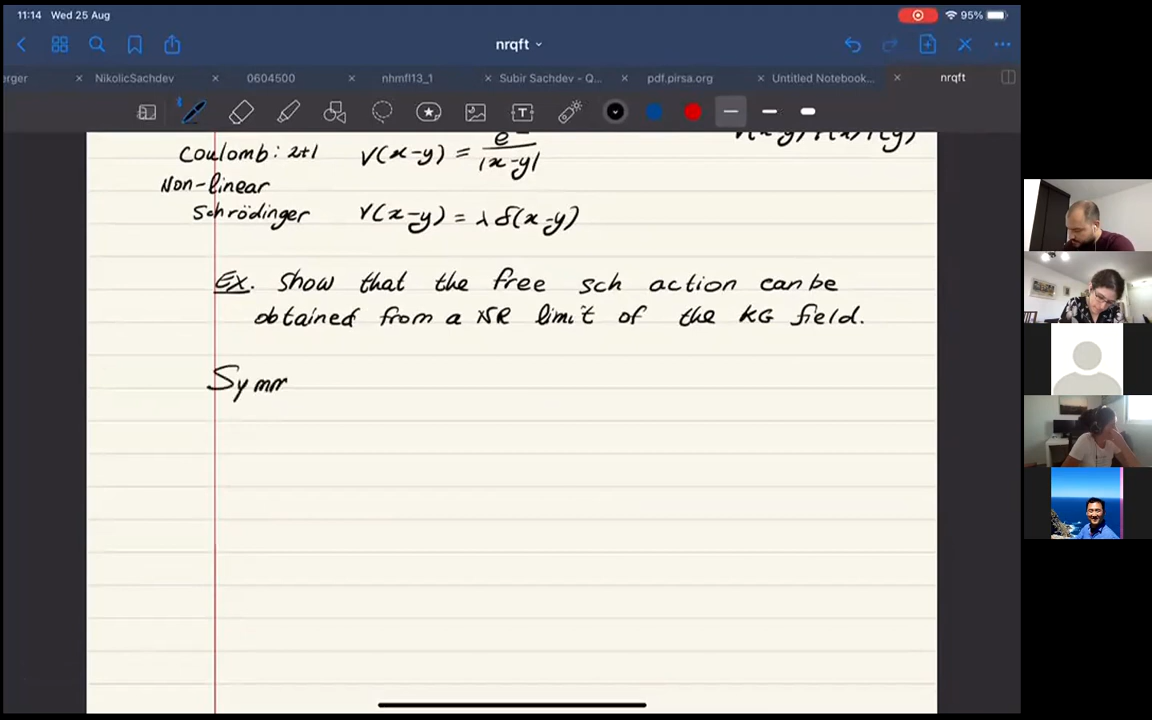 11:14 Wed 25 Aug
95%
nrqft
erger
NikolicSachdev
0604500
nhmfl13_1
Subir Sachdev - Q...
pdf.pirsa.org
Untitled Notebook...
nrqft
Coulomb: 2+1 V(x-y) = e⁻ / |x-y|
Non-linear
Schrödinger V(x-y) = λ δ(x-y)
Ex. Show that the free sch action can be
obtained from a NR limit of the KG field.
Symm